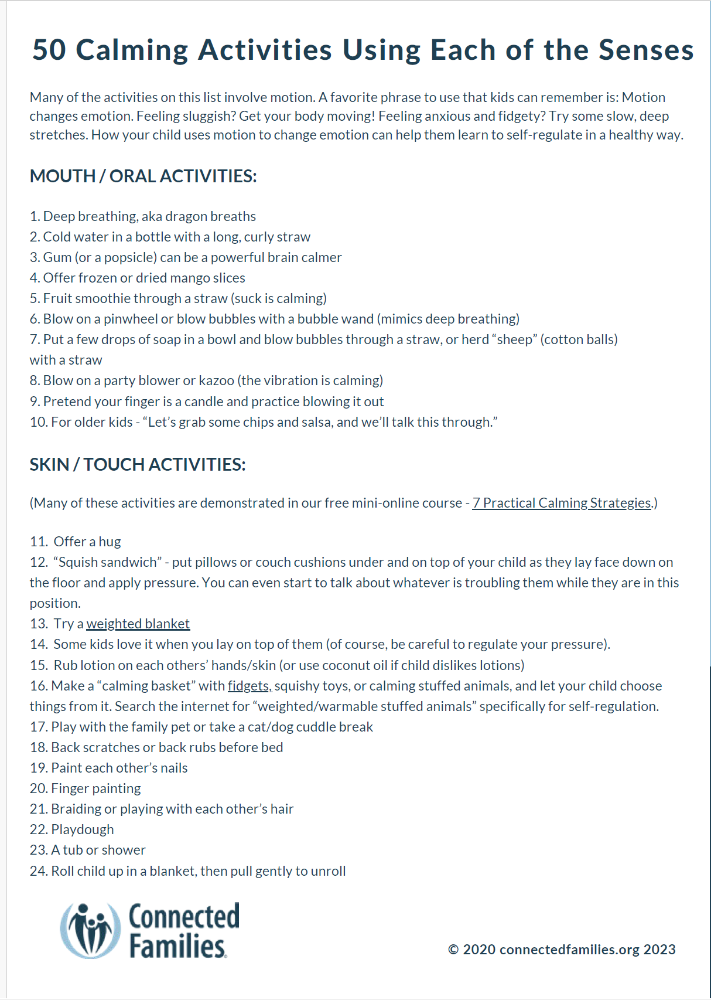 50 Calming Activities Using Each of the Senses
Many of the activities on this list involve motion. A favorite phrase to use that kids can remember is: Motion
changes emotion. Feeling sluggish? Get your body moving! Feeling anxious and fidgety? Try some slow, deep
stretches. How your child uses motion to change emotion can help them learn to self-regulate in a healthy way.
MOUTH / ORAL ACTIVITIES:
1. Deep breathing, aka dragon breaths
2. Cold water in a bottle with a long, curly straw
3. Gum (or a popsicle) can be a powerful brain calmer
4. Offer frozen or dried mango slices
5. Fruit smoothie through a straw (suck is calming)
6. Blow on a pinwheel or blow bubbles with a bubble wand (mimics deep breathing)
7. Put a few drops of soap in a bowl and blow bubbles through a straw, or herd “sheep” (cotton balls)
with a straw
8. Blow on a party blower or kazoo (the vibration is calming)
9. Pretend your finger is a candle and practice blowing it out
10. For older kids - “Let’s grab some chips and salsa, and we’ll talk this through.”
SKIN / TOUCH ACTIVITIES:
(Many of these activities are demonstrated in our free mini-online course - 7 Practical Calming Strategies.)
11. Offer a hug
12. “Squish sandwich” - put pillows or couch cushions under and on top of your child as they lay face down on
the floor and apply pressure. You can even start to talk about whatever is troubling them while they are in this
position.
13. Try a weighted blanket
14. Some kids love it when you lay on top of them (of course, be careful to regulate your pressure).
15. Rub lotion on each others’ hands/skin (or use coconut oil if child dislikes lotions)
16. Make a “calming basket” with fidgets, squishy toys, or calming stuffed animals, and let your child choose
things from it. Search the internet for “weighted/warmable stuffed animals” specifically for self-regulation.
17. Play with the family pet or take a cat/dog cuddle break
18. Back scratches or back rubs before bed
19. Paint each other’s nails
20. Finger painting
21. Braiding or playing with each other’s hair
22. Playdough
23. A tub or shower
24. Roll child up in a blanket, then pull gently to unroll
Connected
Families
© 2020 connectedfamilies.org 2023